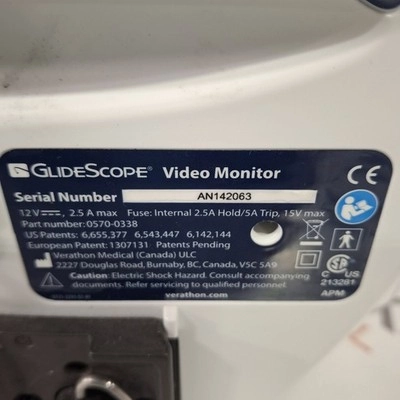 GLIDESCOPE® Video Monitor
Serial Number AN142063
12V⎓, 2.5 A max Fuse: Internal 2.5A Hold/5A Trip, 15V max
Part number: 0570-0338
US Patents: 6,655,377 6,543,447 6,142,144
European Patent: 1307131 Patents Pending
Verathon Medical (Canada) ULC
2227 Douglas Road, Burnaby, BC, Canada, V5C 5A9
Caution: Electric Shock Hazard. Consult accompanying
documents. Refer servicing to qualified personnel.
verathon.com
CE
C US
213281
APM: